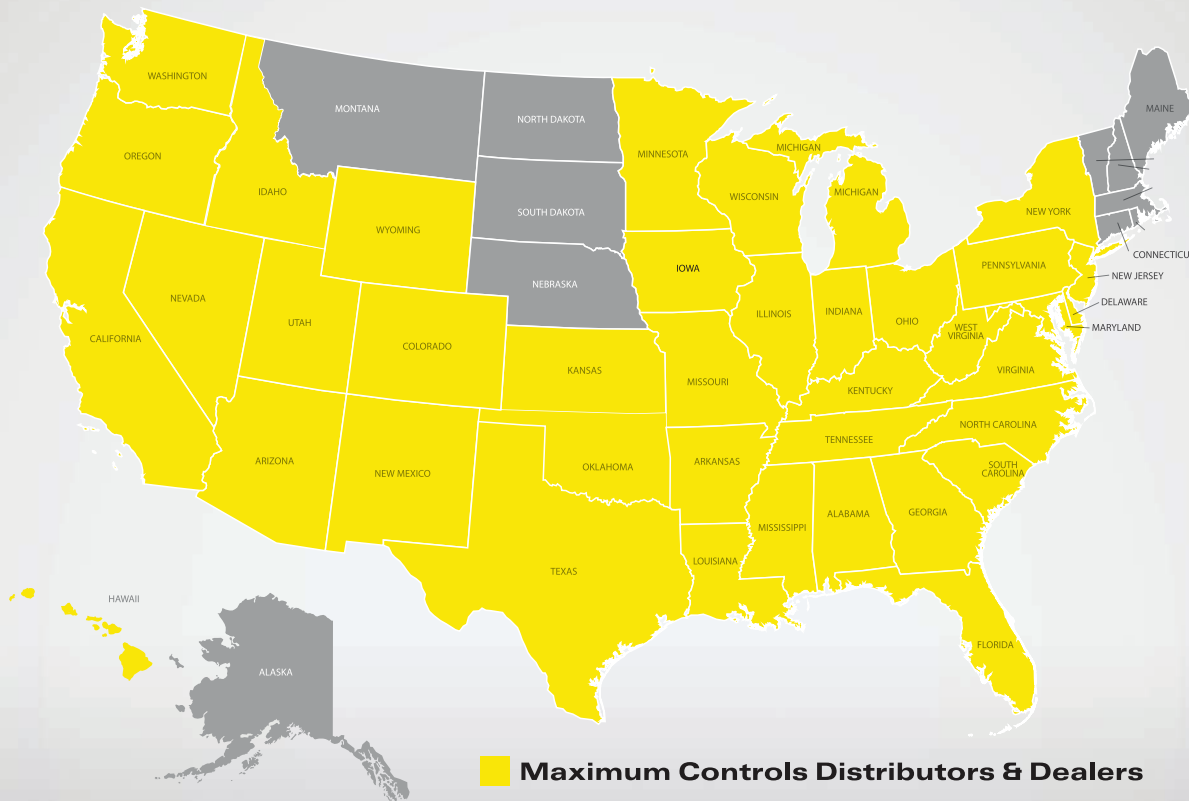 WASHINGTON
MONTANA
NORTH DAKOTA
MAINE
OREGON
MINNESOTA
MICHIGAN
IDAHO
WISCONSIN
MICHIGAN
SOUTH DAKOTA
NEW YORK
WYOMING
CONNECTICU
IOWA
PENNSYLVANIA
NEW JERSEY
NEBRASKA
NEVADA
DELAWARE
UTAH
ILLINOIS
INDIANA
OHIO
WEST
VIRGINIA
MARYLAND
CALIFORNIA
COLORADO
KANSAS
VIRGINIA
MISSOURI
KENTUCKY
NORTH CAROLINA
TENNESSEE
ARIZONA
NEW MEXICO
OKLAHOMA
ARKANSAS
SOUTH
CAROLINA
MISSISSIPPI
ALABAMA
GEORGIA
LOUISIANA
TEXAS
HAWAII
FLORIDA
ALASKA
Maximum Controls Distributors & Dealers